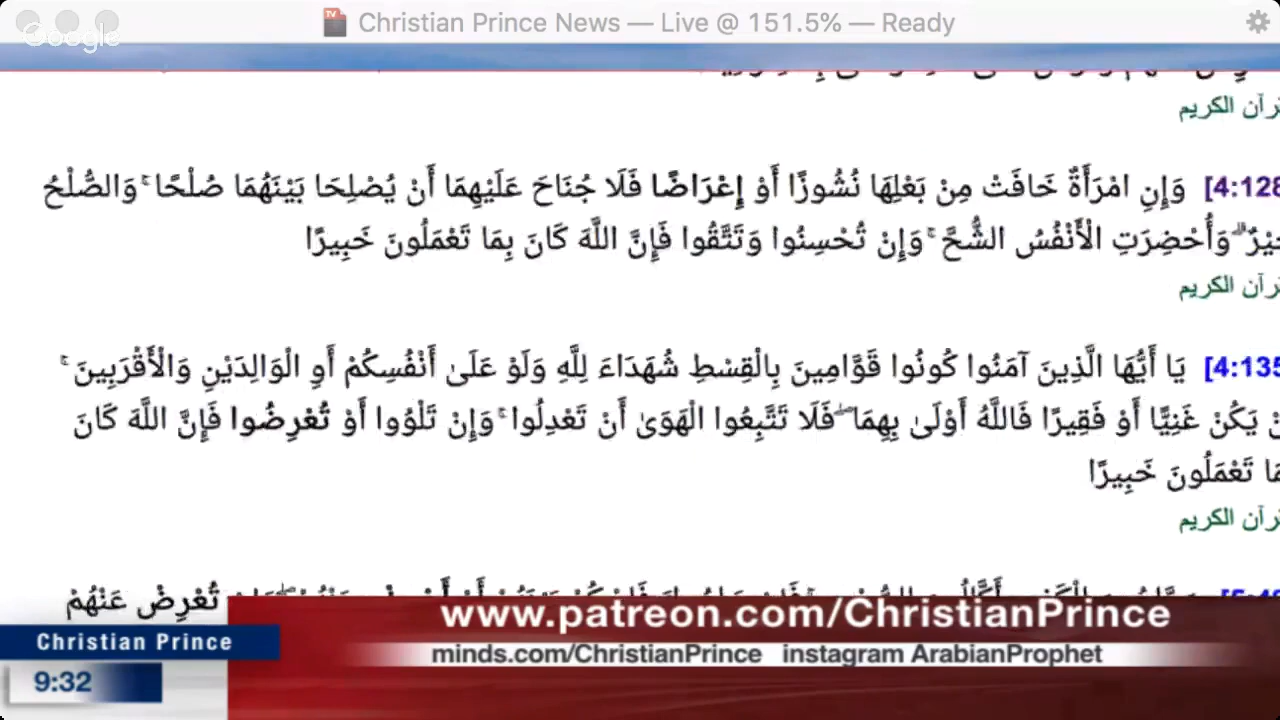 Google
Christian Prince News — Live @ 151.5% — Ready
قرآن الكريم
[4:128 وَإِنِ امْرَأَةٌ خَافَتْ مِنْ بَعْلِهَا نُشُوزًا أَوْ إِعْرَاضًا فَلَا جُنَاحَ عَلَيْهِمَا أَنْ يُصْلِحَا بَيْنَهُمَا صُلْحًا ۚ وَالصُّلْحُ
خَيْرٌ ۗ وَأُحْضِرَتِ الْأَنْفُسُ الشُّحَّ ۚ وَإِنْ تُحْسِنُوا وَتَتَّقُوا فَإِنَّ اللَّهَ كَانَ بِمَا تَعْمَلُونَ خَبِيرًا
قرآن الكريم
[4:135 يَا أَيُّهَا الَّذِينَ آمَنُوا كُونُوا قَوَّامِينَ بِالْقِسْطِ شُهَدَاءَ لِلَّهِ وَلَوْ عَلَىٰ أَنْفُسِكُمْ أَوِ الْوَالِدَيْنِ وَالْأَقْرَبِينَ ۚ
نْ يَكُنْ غَنِيًّا أَوْ فَقِيرًا فَاللَّهُ أَوْلَىٰ بِهِمَا ۖ فَلَا تَتَّبِعُوا الْهَوَىٰ أَنْ تَعْدِلُوا ۚ وَإِنْ تَلْوُوا أَوْ تُعْرِضُوا فَإِنَّ اللَّهَ كَانَ
مَا تَعْمَلُونَ خَبِيرًا
قرآن الكريم
تُعْرِضْ عَنْهُمْ
www.patreon.com/ChristianPrince
Christian Prince
minds.com/ChristianPrince instagram ArabianProphet
9:32